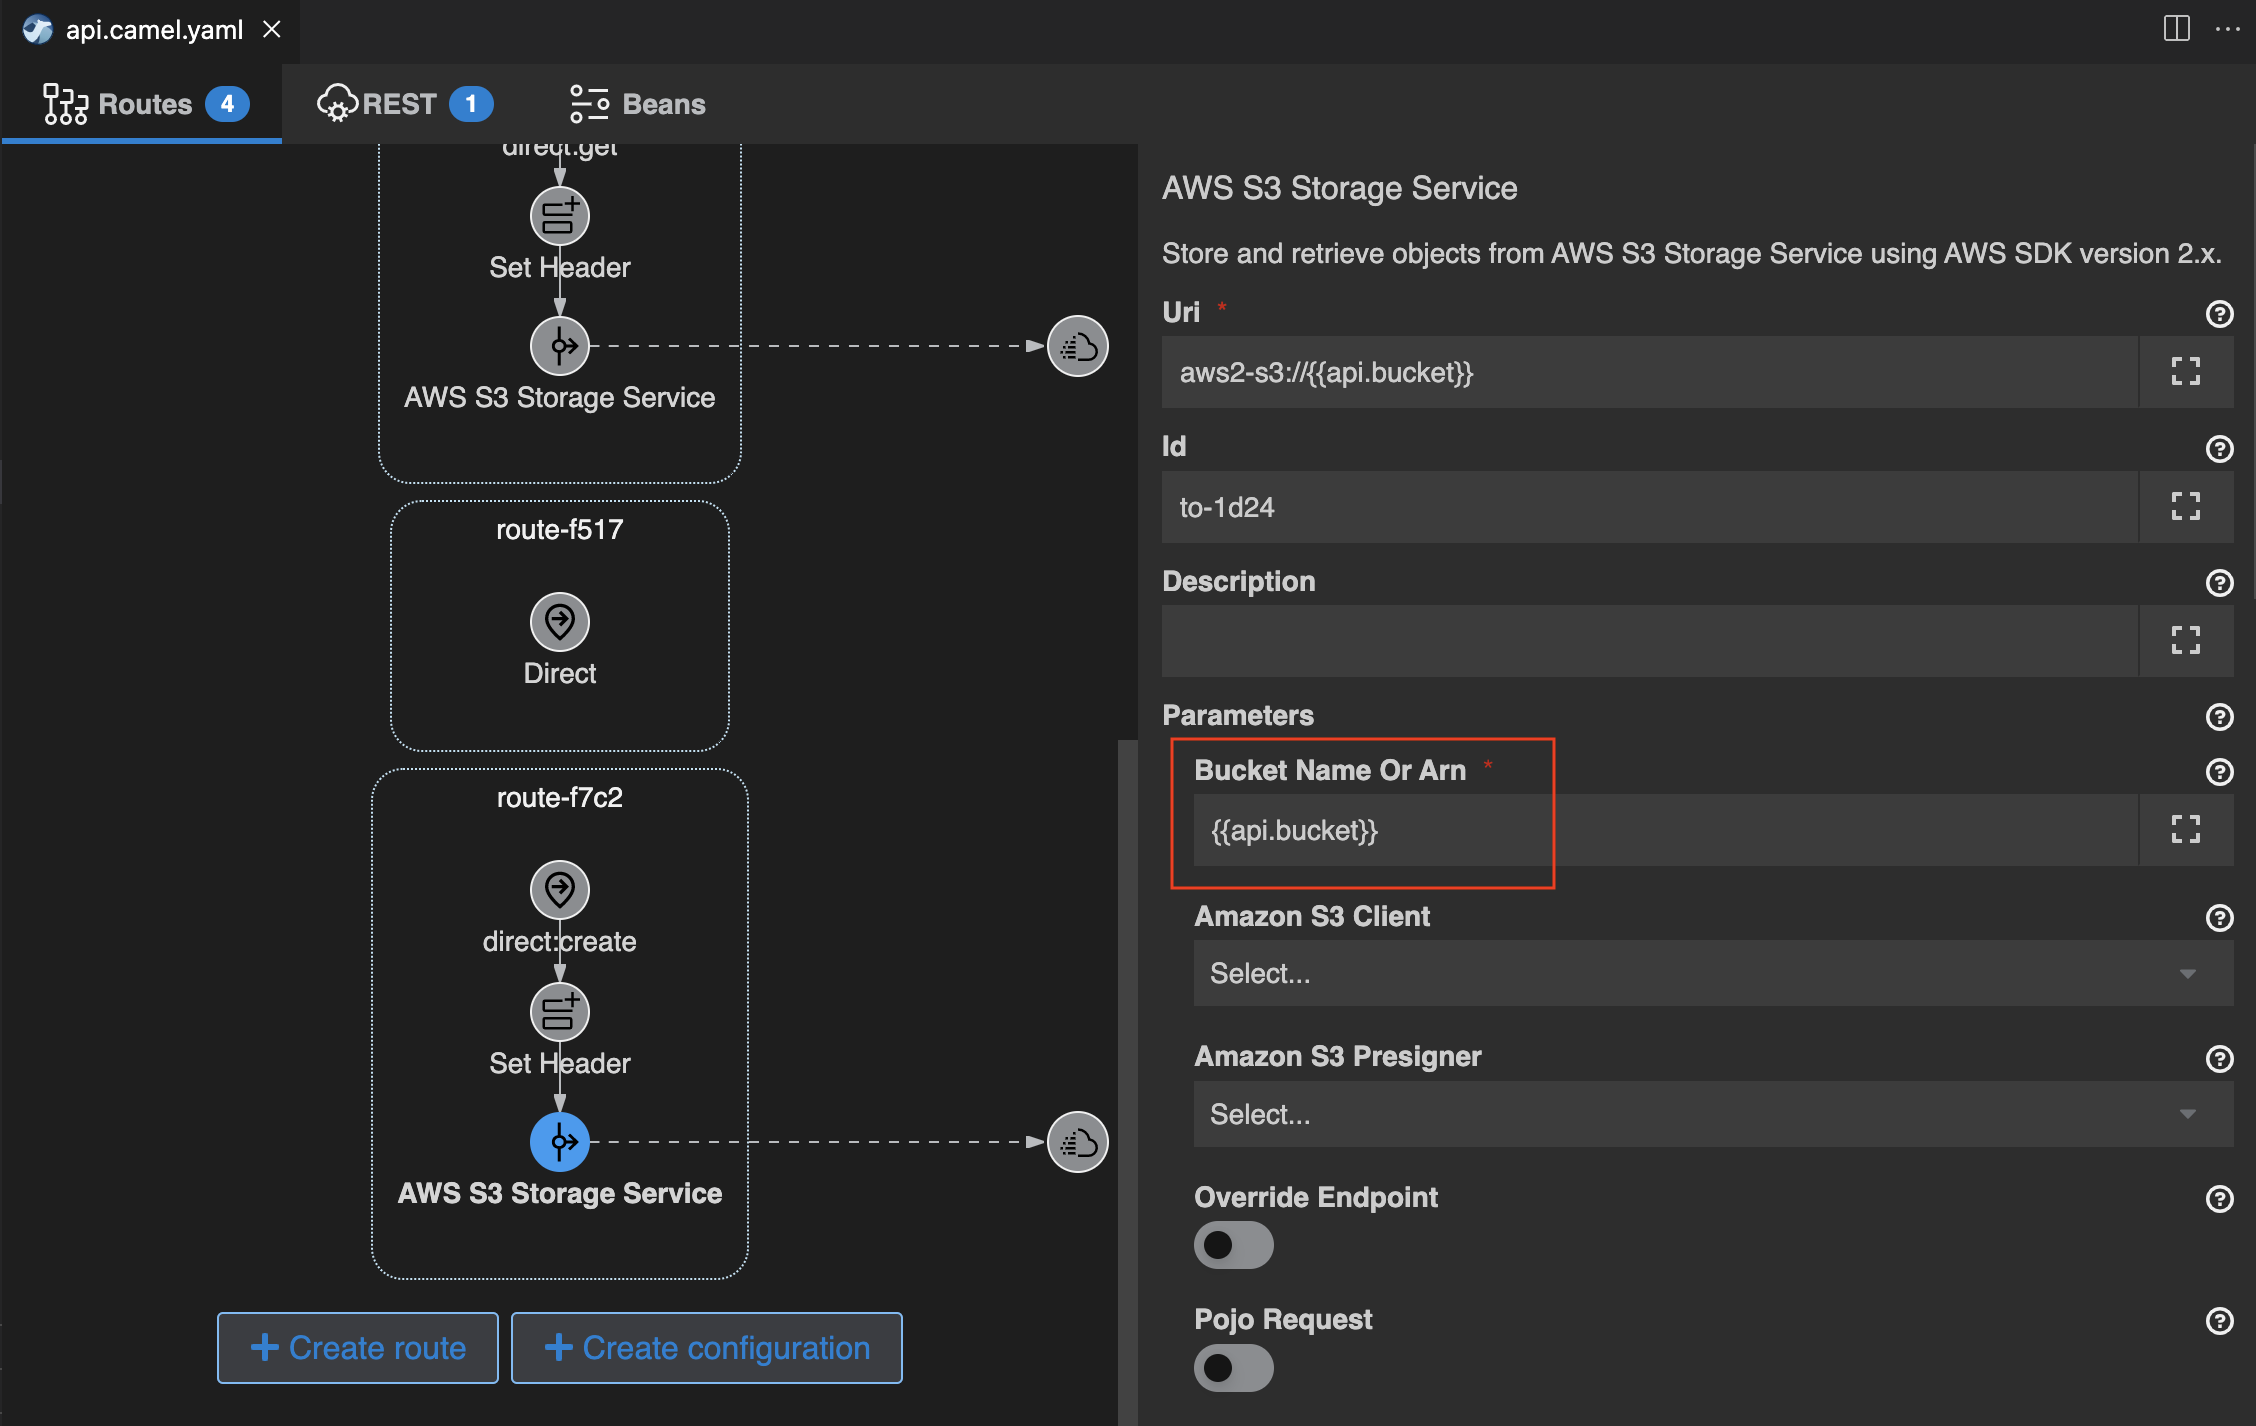 api.camel.yaml
Routes 4
REST 1
Beans
direct:get
Set Header
AWS S3 Storage Service
route-f517
Direct
route-f7c2
direct:create
Set Header
AWS S3 Storage Service
Create route
Create configuration
AWS S3 Storage Service
Store and retrieve objects from AWS S3 Storage Service using AWS SDK version 2.x.
Uri *
aws2-s3://{{api.bucket}}
Id
to-1d24
Description
Parameters
Bucket Name Or Arn *
{{api.bucket}}
Amazon S3 Client
Select...
Amazon S3 Presigner
Select...
Override Endpoint
Pojo Request